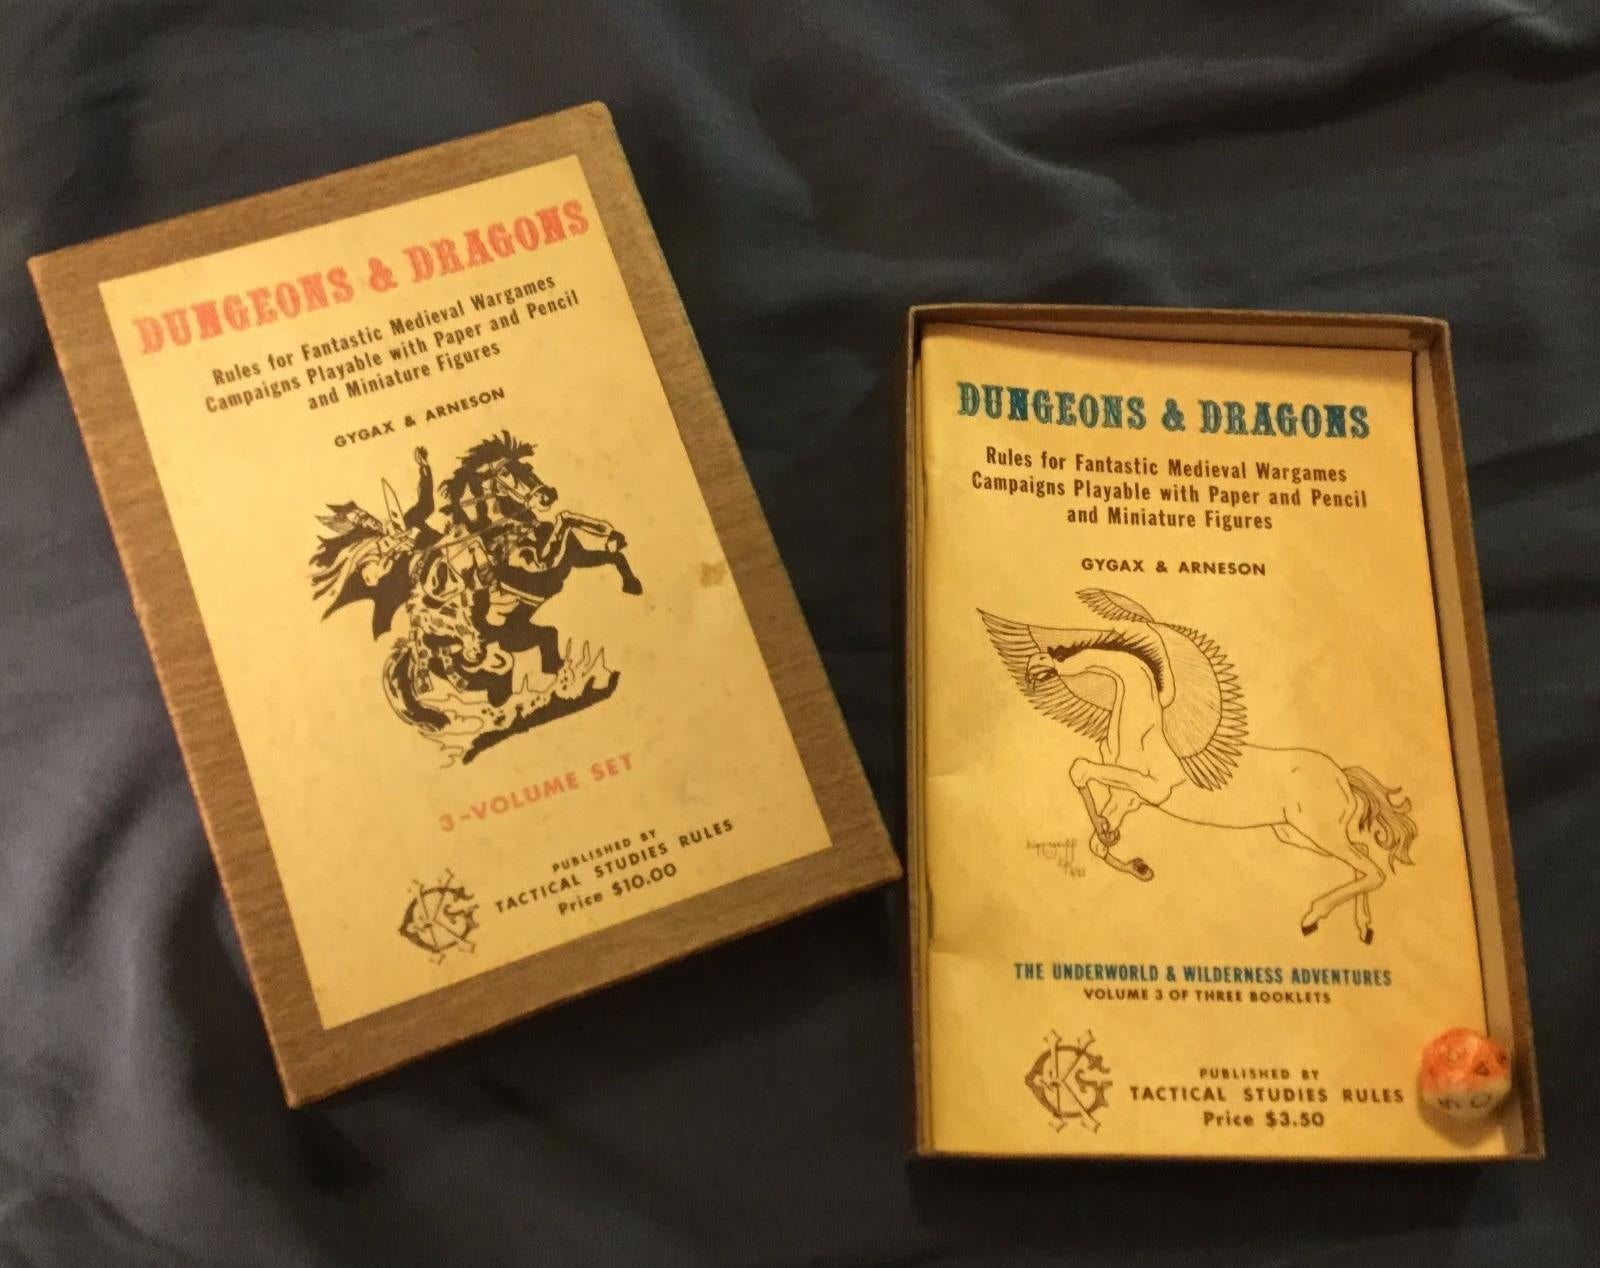 DUNGEONS & DRAGONS
Rules for Fantastic Medieval Wargames
Campaigns Playable with Paper and Pencil
and Miniature Figures
GYGAX & ARNESON
3-VOLUME SET
PUBLISHED BY
TACTICAL STUDIES RULES
Price $10.00
GK
DUNGEONS & DRAGONS
Rules for Fantastic Medieval Wargames
Campaigns Playable with Paper and Pencil
and Miniature Figures
GYGAX & ARNESON
THE UNDERWORLD & WILDERNESS ADVENTURES
VOLUME 3 OF THREE BOOKLETS
PUBLISHED BY
TACTICAL STUDIES RULES
Price $3.50
GK